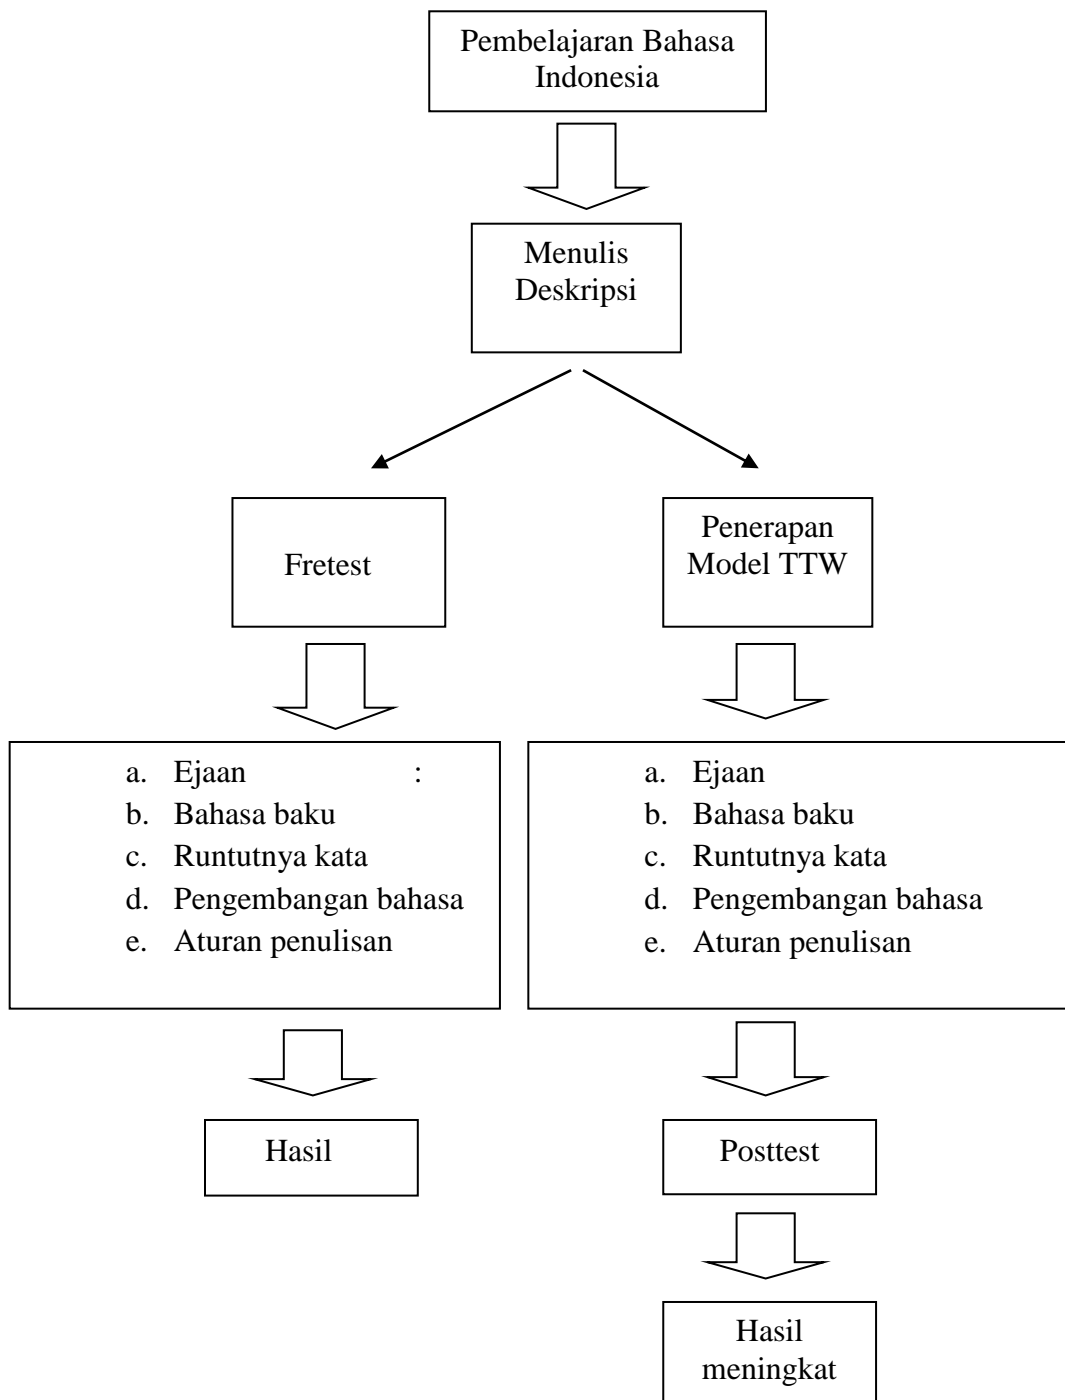 Pembelajaran Bahasa
Indonesia
Menulis
Deskripsi
Fretest
Penerapan
Model TTW
a. Ejaan :
b. Bahasa baku
c. Runtutnya kata
d. Pengembangan bahasa
e. Aturan penulisan
a. Ejaan
b. Bahasa baku
c. Runtutnya kata
d. Pengembangan bahasa
e. Aturan penulisan
Hasil
Posttest
Hasil
meningkat